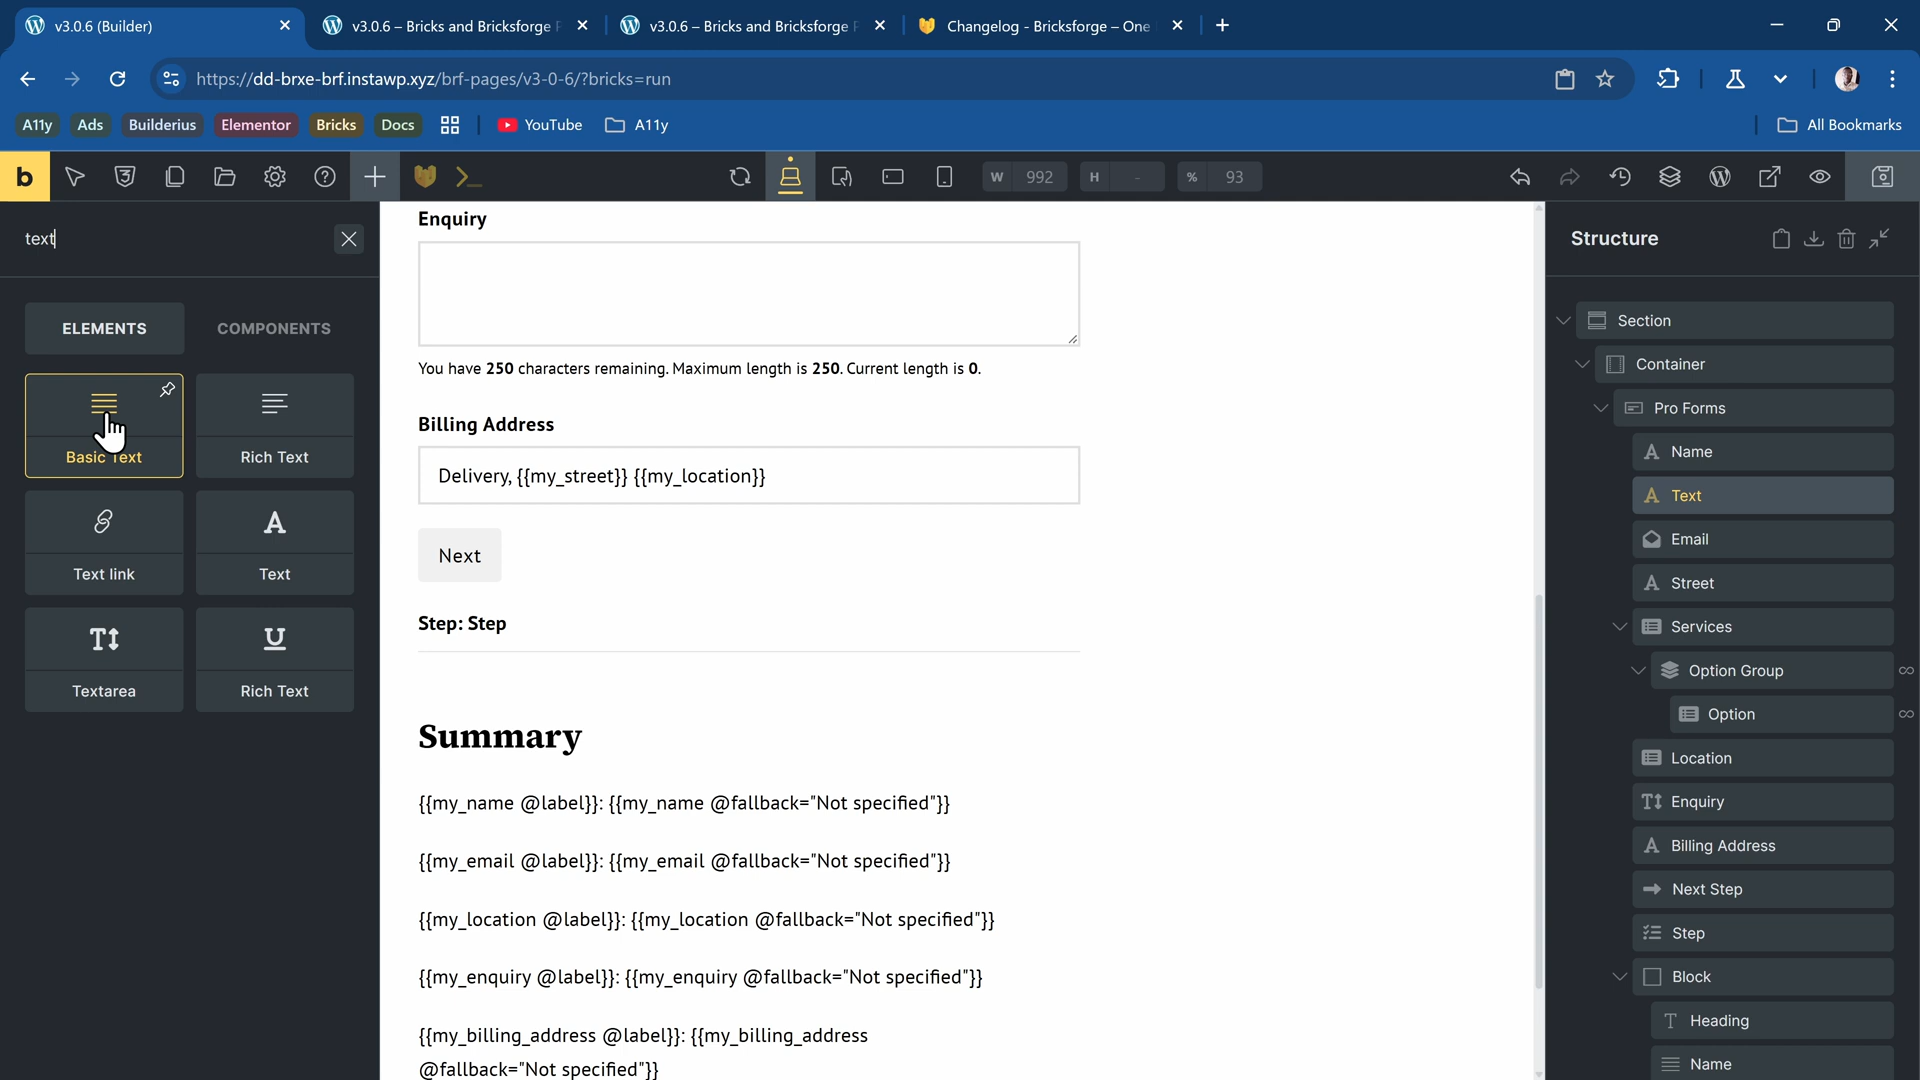 v3.0.6 (Builder)
v3.0.6 – Bricks and Bricksforge
v3.0.6 – Bricks and Bricksforge
Changelog - Bricksforge – One
https://dd-brxe-brf.instawp.xyz/brf-pages/v3-0-6/?bricks=run
A11y
Ads
Builderius
Elementor
Bricks
Docs
YouTube
A11y
All Bookmarks
b
W 992
H -
% 93
text
ELEMENTS
COMPONENTS
Basic Text
Rich Text
Text link
Text
Textarea
Rich Text
Enquiry
You have 250 characters remaining. Maximum length is 250. Current length is 0.
Billing Address
Delivery, {{my_street}} {{my_location}}
Next
Step: Step
Summary
{{my_name @label}}: {{my_name @fallback="Not specified"}}
{{my_email @label}}: {{my_email @fallback="Not specified"}}
{{my_location @label}}: {{my_location @fallback="Not specified"}}
{{my_enquiry @label}}: {{my_enquiry @fallback="Not specified"}}
{{my_billing_address @label}}: {{my_billing_address
@fallback="Not specified"}}
Structure
Section
Container
Pro Forms
Name
Text
Email
Street
Services
Option Group
Option
Location
Enquiry
Billing Address
Next Step
Step
Block
Heading
Name